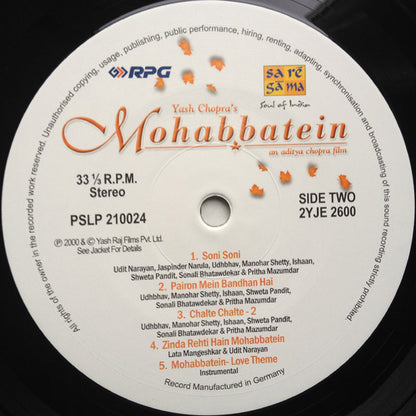 All rights of the owner in the recorded work reserved. Unauthorised copying, usage, publishing, public performance, hiring, renting, adapting, synchronisation and broadcasting of this sound recording strictly prohibited.
RPG
sa rē
gā ma
Soul of India
Yash Chopra's
Mohabbatein
an aditya chopra film
33 ⅓ R.P.M.
Stereo
SIDE TWO
PSLP 210024
2YJE 2600
℗ 2000 & © Yash Raj Films Pvt. Ltd.
See Jacket For Details
1. Soni Soni
Udit Narayan, Jaspinder Narula, Udhbhav, Manohar Shetty, Ishaan,
Shweta Pandit, Sonali Bhatawdekar & Pritha Mazumdar
2. Pairon Mein Bandhan Hai
Udhbhav, Manohar Shetty, Ishaan, Shweta Pandit,
Sonali Bhatawdekar & Pritha Mazumdar
3. Chalte Chalte - 2
Udhbhav, Manohar Shetty, Ishaan, Shweta Pandit,
Sonali Bhatawdekar & Pritha Mazumdar
4. Zinda Rehti Hain Mohabbatein
Lata Mangeshkar & Udit Narayan
5. Mohabbatein- Love Theme
Instrumental
Record Manufactured in Germany